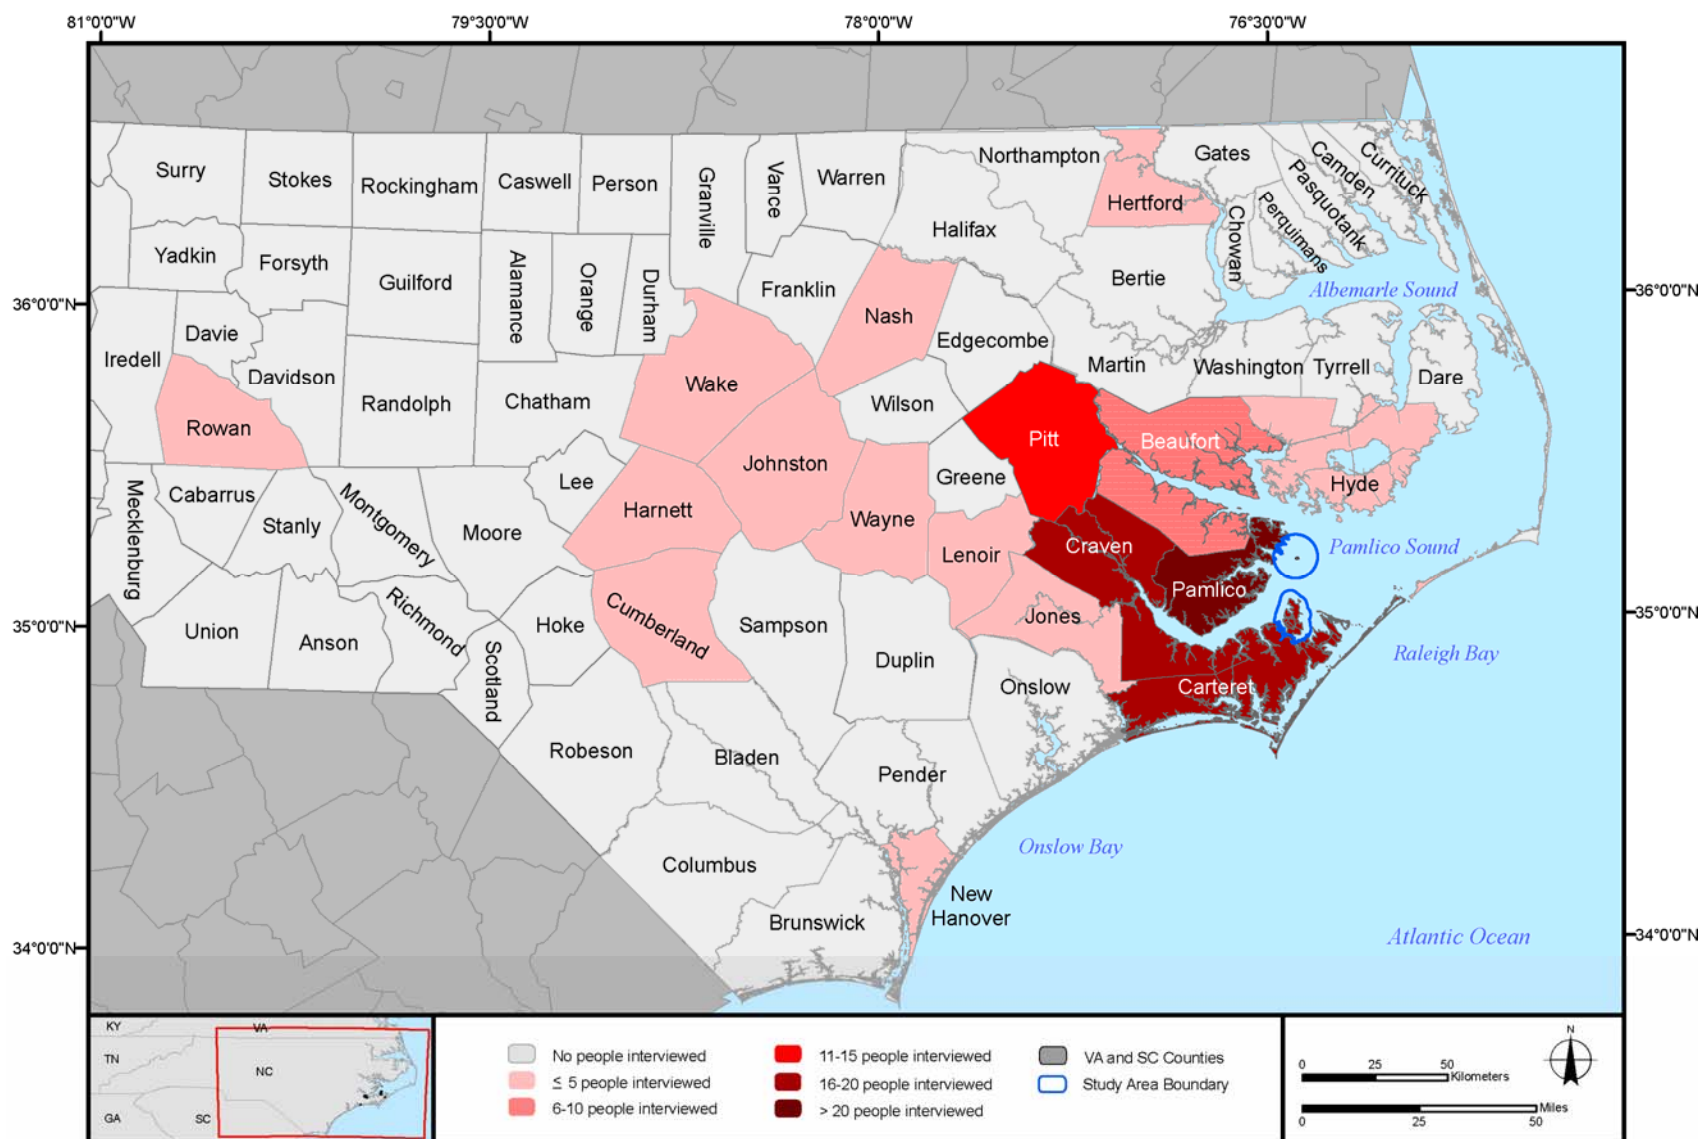 81°0'0"W 79°30'0"W 78°0'0"W 76°30'0"W
Surry
Stokes
Rockingham
Caswell
Person
Granville
Vance
Warren
Northampton
Hertford
Gates
Camden
Currituck
Pasquotank
Perquimans
Chowan
Halifax
Bertie
Yadkin
Forsyth
Guilford
Alamance
Orange
Durham
Franklin
Nash
Albemarle Sound
36°0'0"N 36°0'0"N
Iredell
Davie
Davidson
Randolph
Chatham
Wake
Wilson
Edgecombe
Martin
Washington
Tyrrell
Dare
Rowan
Johnston
Pitt
Beaufort
Hyde
Mecklenburg
Cabarrus
Stanly
Montgomery
Moore
Lee
Harnett
Wayne
Greene
Lenoir
Craven
Pamlico
Pamlico Sound
35°0'0"N 35°0'0"N
Union
Anson
Richmond
Scotland
Hoke
Cumberland
Sampson
Duplin
Jones
Onslow
Carteret
Raleigh Bay
Robeson
Bladen
Pender
Columbus
Brunswick
New
Hanover
Onslow Bay
Atlantic Ocean
34°0'0"N 34°0'0"N
KY
VA
TN
NC
GA
SC
No people interviewed
≤ 5 people interviewed
6-10 people interviewed
11-15 people interviewed
16-20 people interviewed
> 20 people interviewed
VA and SC Counties
Study Area Boundary
0 25 50
Kilometers
Miles
0 25 50
N